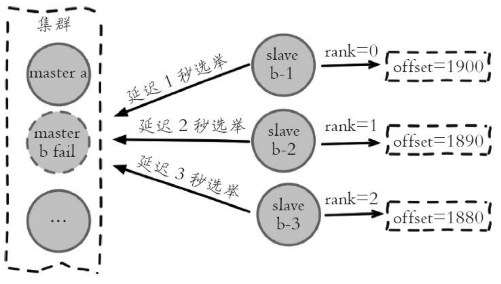 集群
master a
master
b fail
...
延迟 1 秒选举
延迟 2 秒选举
延迟 3 秒选举
slave
b-1
rank=0
offset=1900
slave
b-2
rank=1
offset=1890
slave
b-3
rank=2
offset=1880